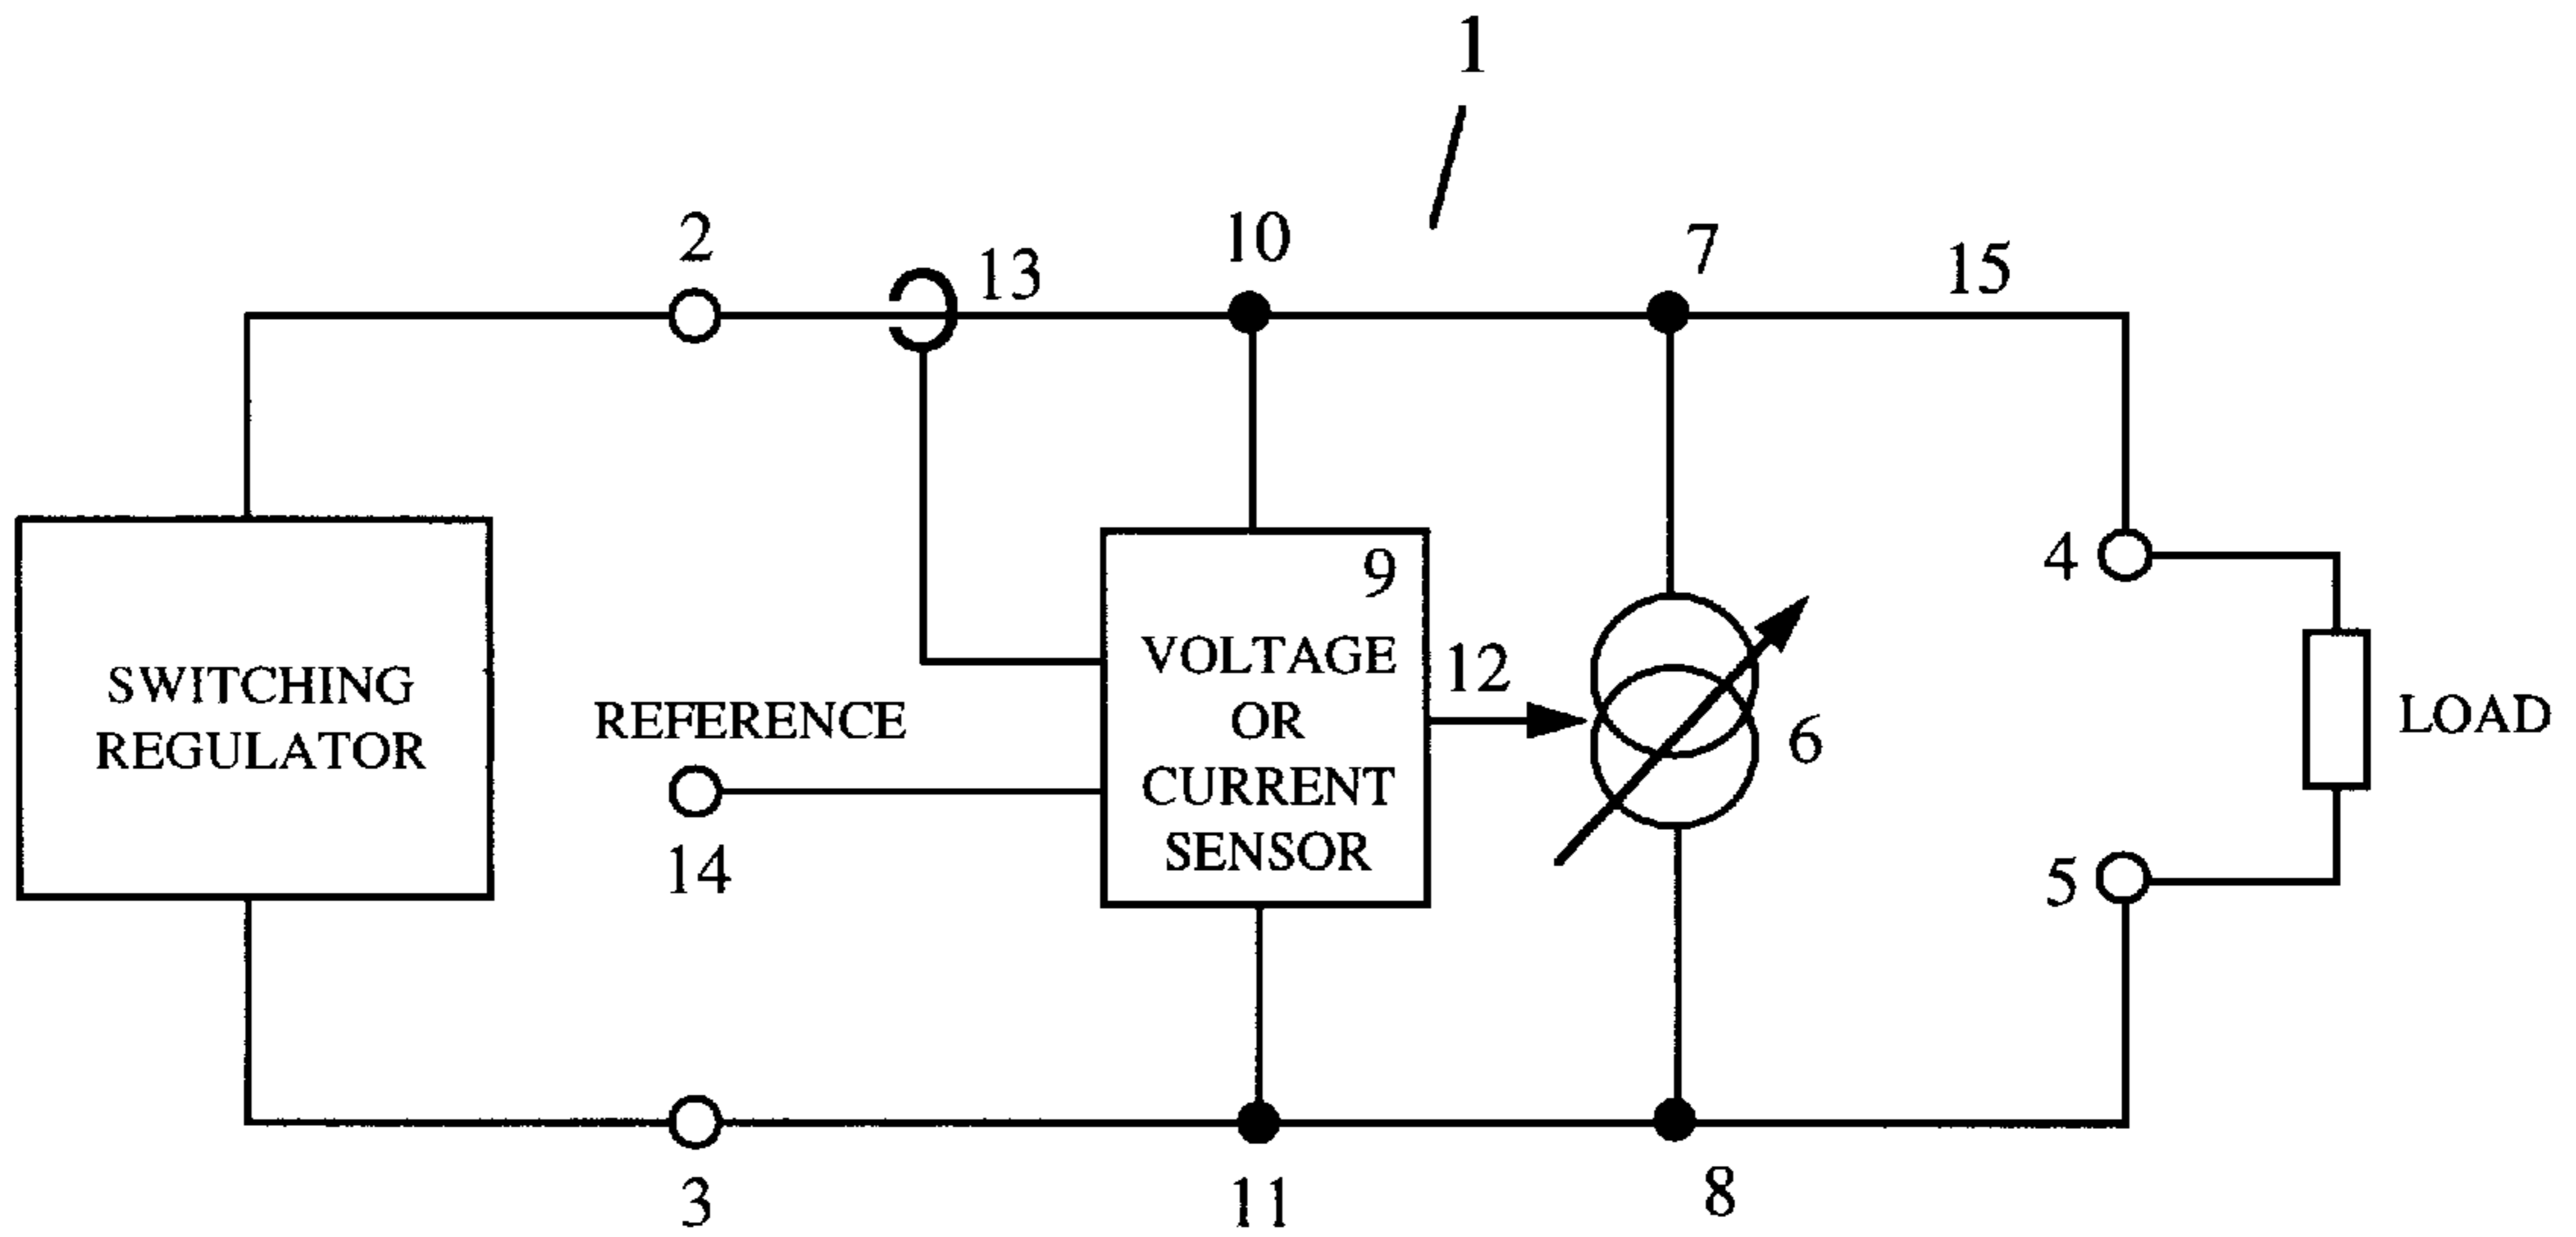 1
2
13
10
7
15
9
4
SWITCHING
REGULATOR
REFERENCE
14
VOLTAGE
OR
CURRENT
SENSOR
12
6
LOAD
5
3
11
8